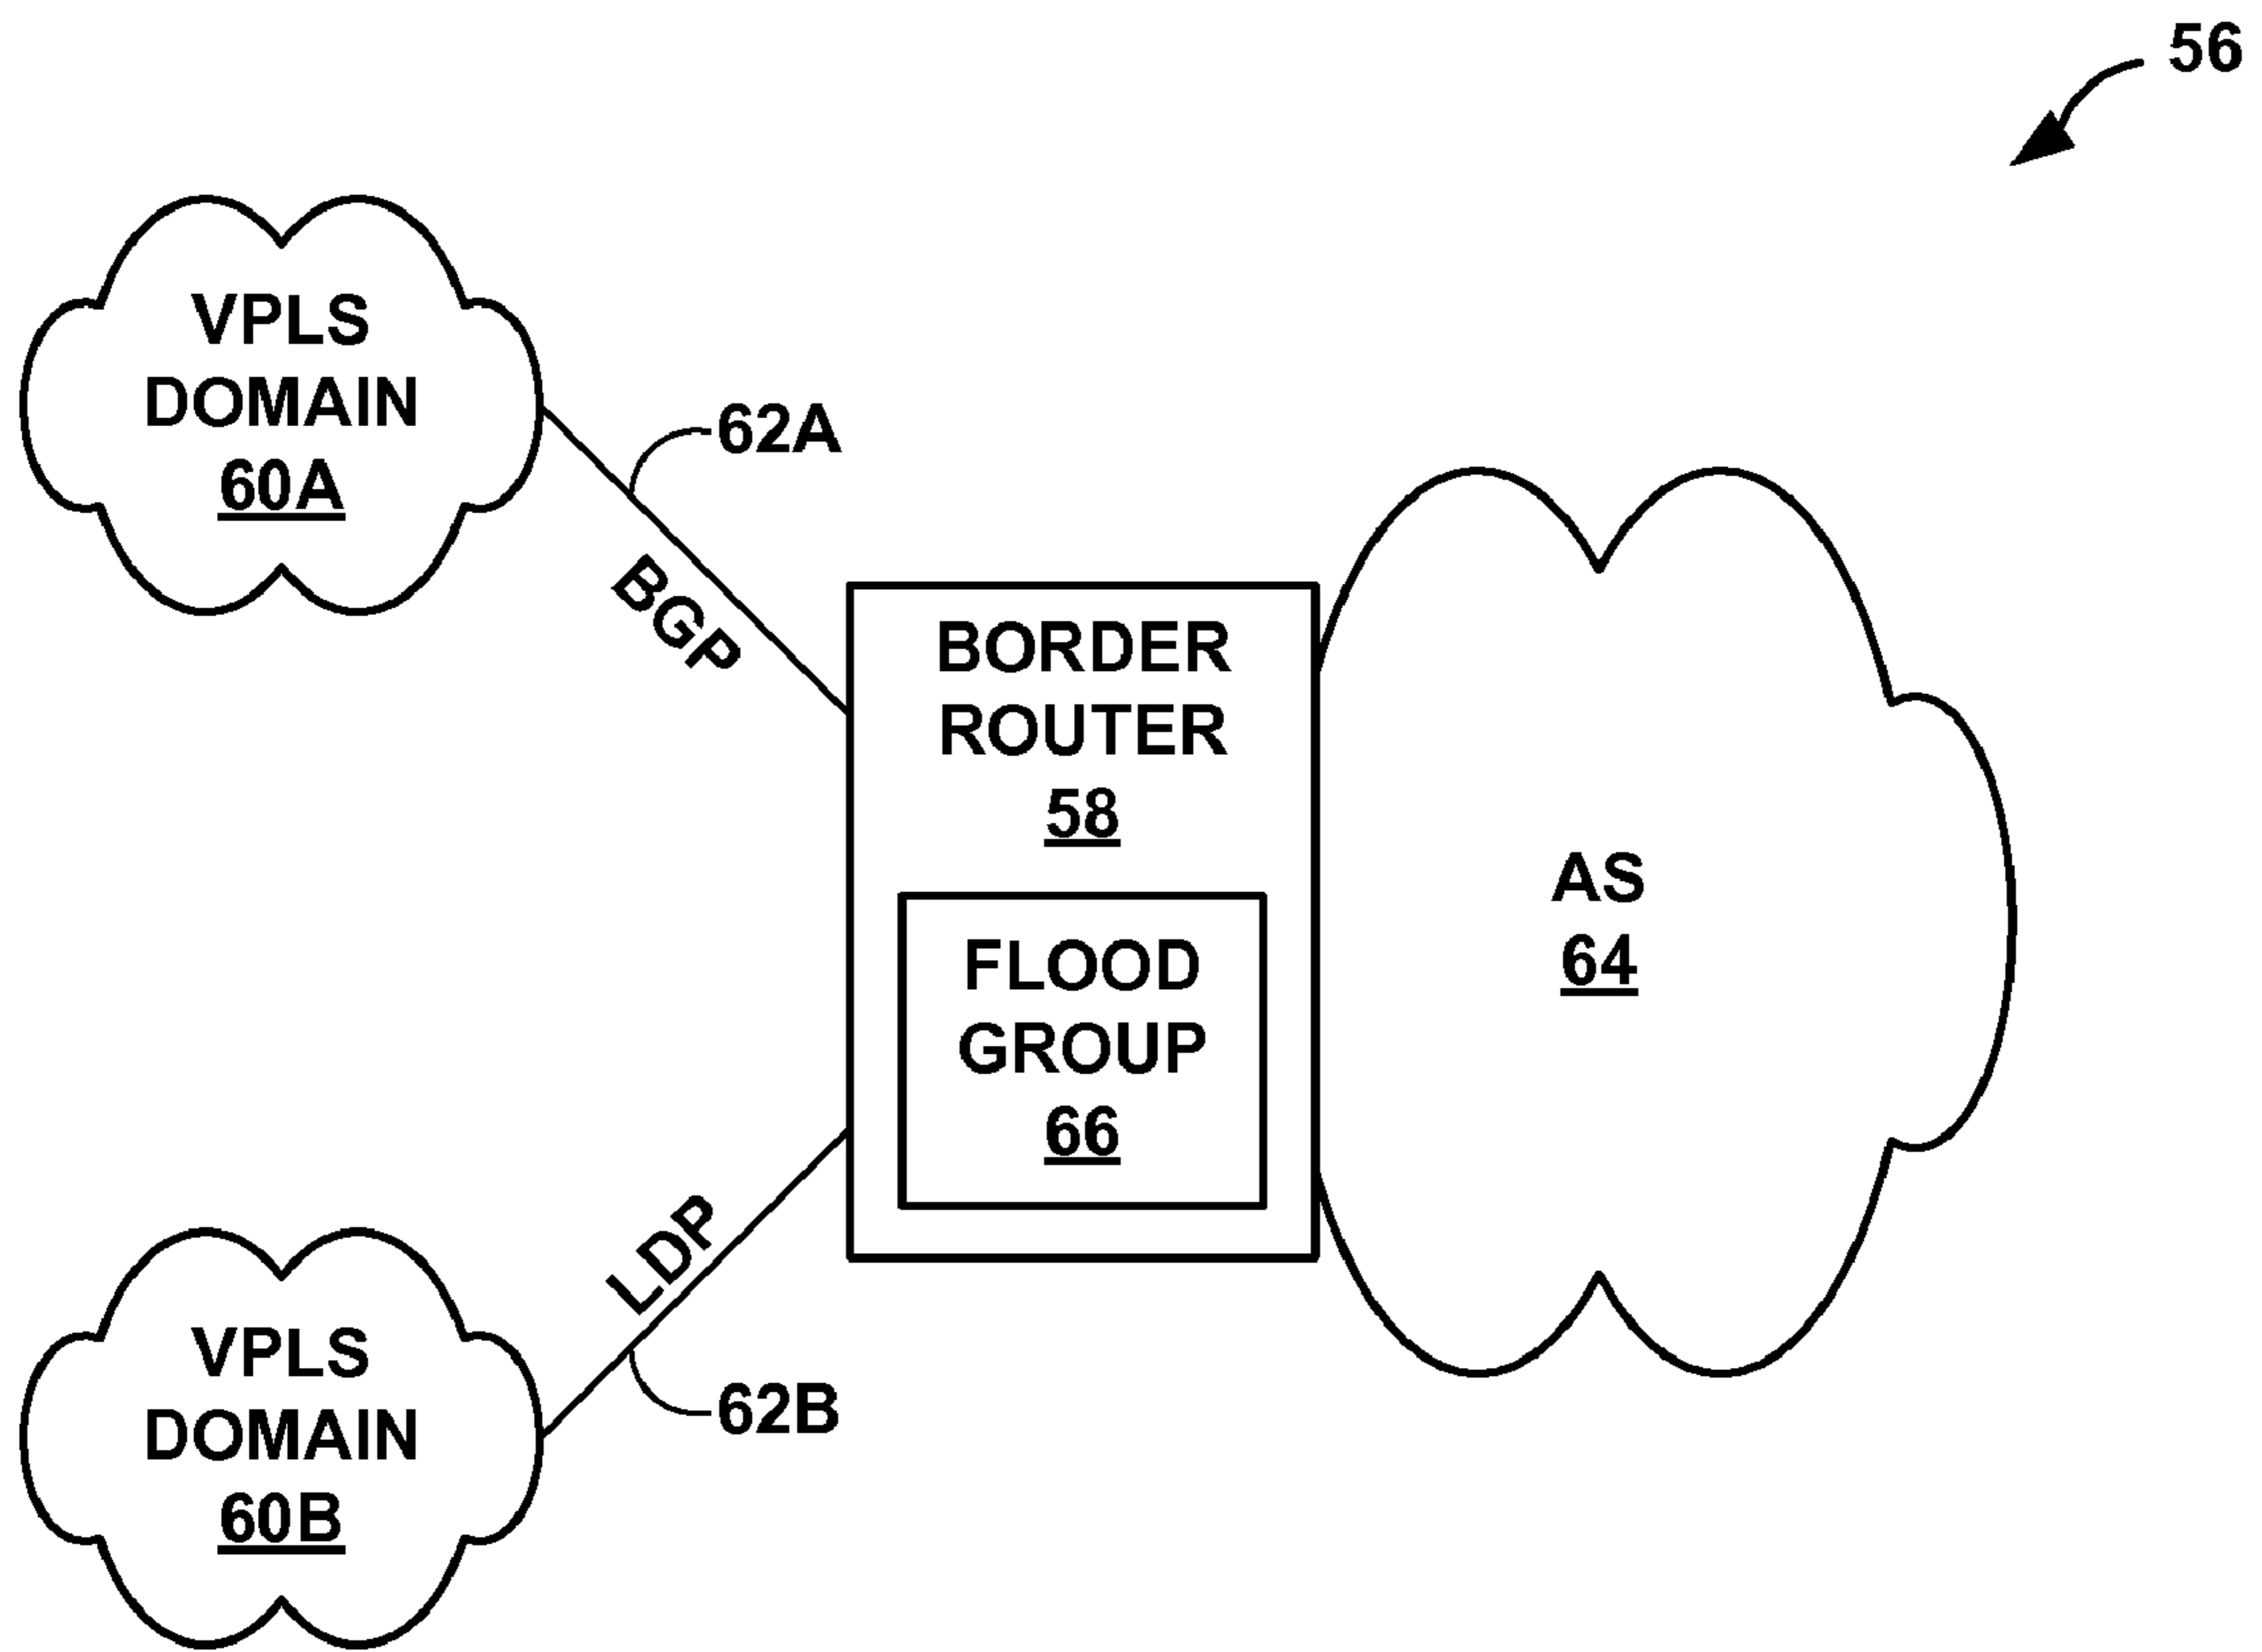 56
VPLS
DOMAIN
60A
62A
BGP
BORDER
ROUTER
58
FLOOD
GROUP
66
AS
64
LDP
62B
VPLS
DOMAIN
60B